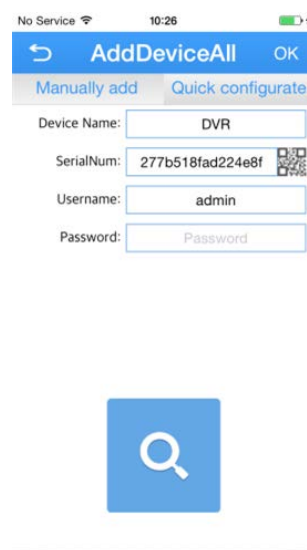 No Service 10:26
AddDeviceAll OK
Manually add Quick configurate
Device Name: DVR
SerialNum: 277b518fad224e8f
Username: admin
Password: Password